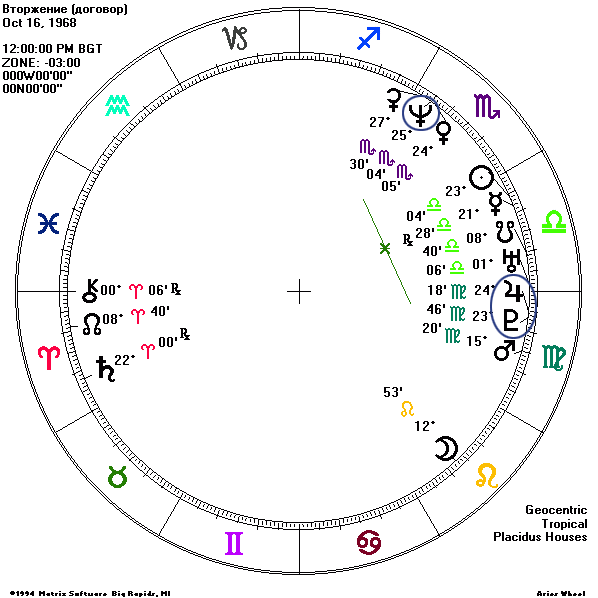 Вторжение (договор)
Oct 16, 1968
12:00:00 PM BGT
ZONE: -03:00
000W00'00"
00N00'00"
27° ♏ 30'
25° ♏ 04'
24° ♏ 05'
23° ♎ 04'
21° ♎ 28' ℞
08° ♎ 40'
01° ♎ 06'
24° ♍ 18'
23° ♍ 46'
15° ♍ 20'
00° ♈ 06' ℞
08° ♈ 40'
22° ♈ 00' ℞
12° ♌ 53'
Geocentric
Tropical
Placidus Houses
©1994 Matrix Software Big Rapids, MI
Aries Wheel